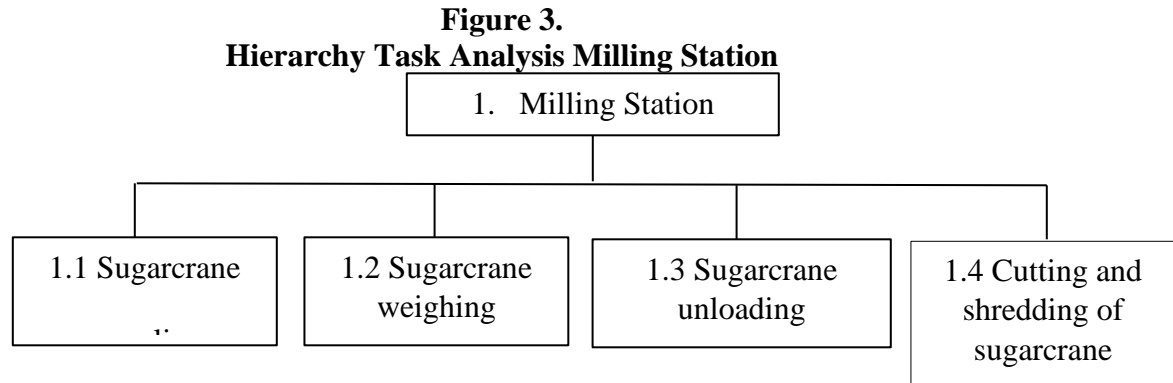 Figure 3.
Hierarchy Task Analysis Milling Station
1. Milling Station
1.1 Sugarcrane
1.2 Sugarcrane
weighing
1.3 Sugarcrane
unloading
1.4 Cutting and
shredding of
sugarcrane